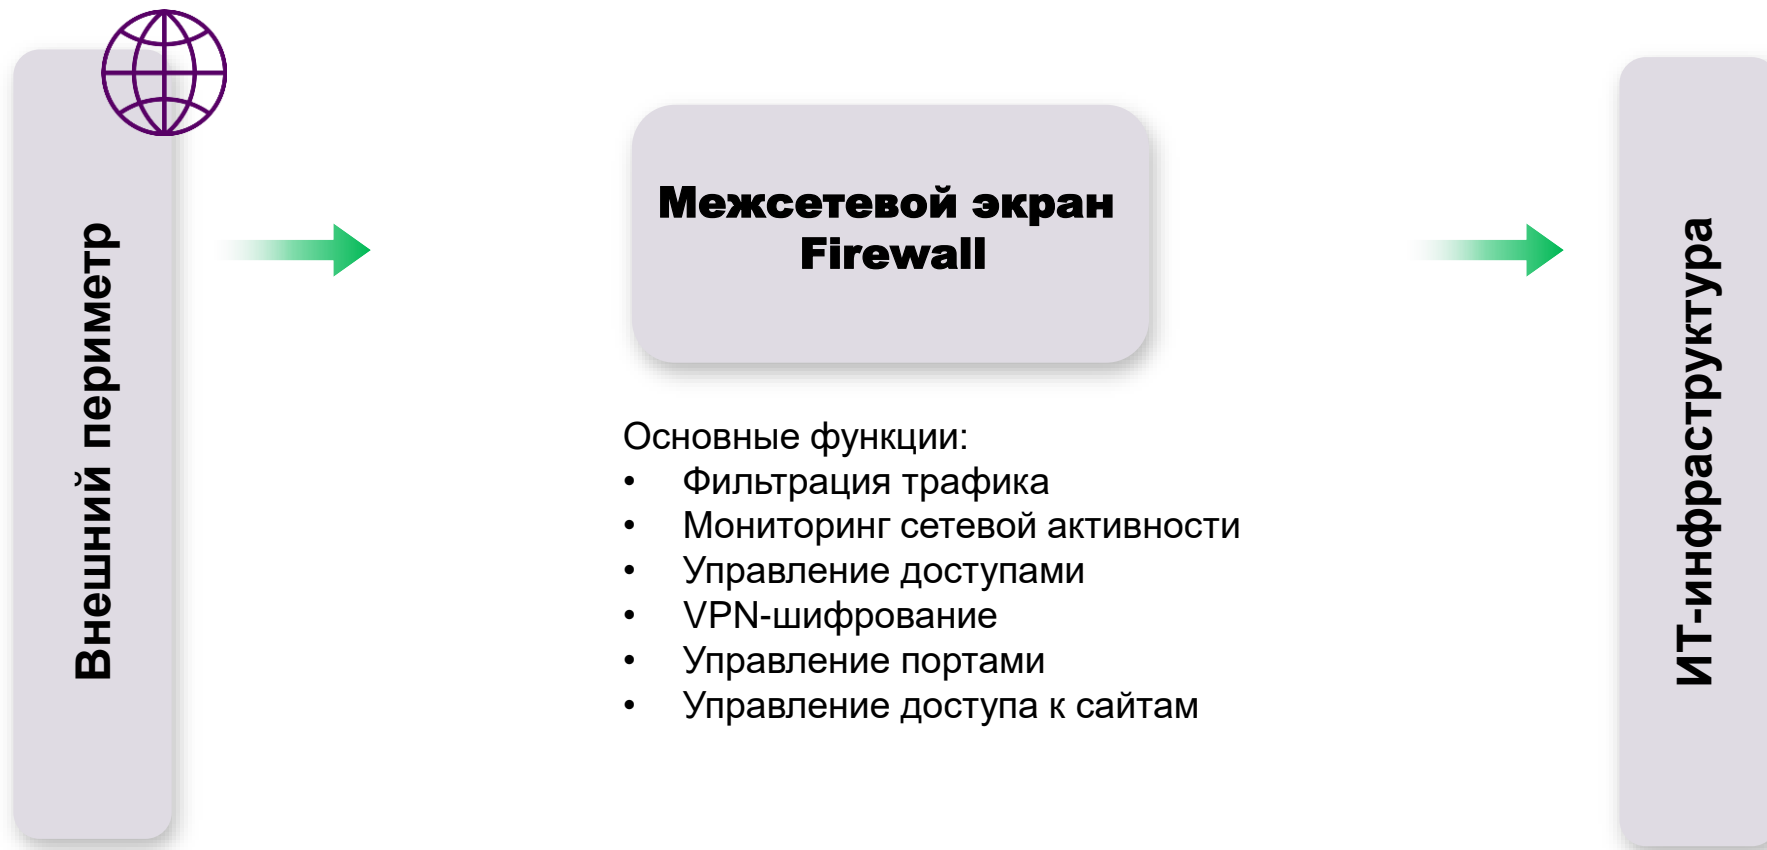 Внешний периметр
Межсетевой экран
Firewall
Основные функции:
• Фильтрация трафика
• Мониторинг сетевой активности
• Управление доступами
• VPN-шифрование
• Управление портами
• Управление доступа к сайтам
ИТ-инфраструктура